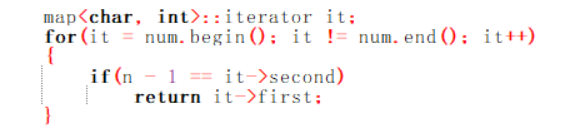 map<char, int>::iterator it;
for(it = num.begin(); it != num.end(); it++)
{
if(n - 1 == it->second)
return it->first;
}